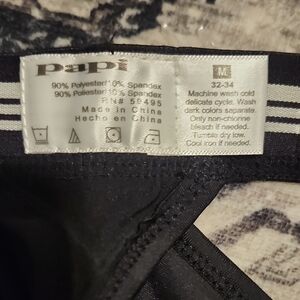 papi
90% Polyester/10% Spandex
90% Polyester/10% Spandex
RN# 59495
Made in China
Hecho en China
M
32-34
Machine wash cold
delicate cycle. Wash
dark colors separate.
Only non-chlorine
bleach if needed.
Tumble dry low.
Cool iron if needed.